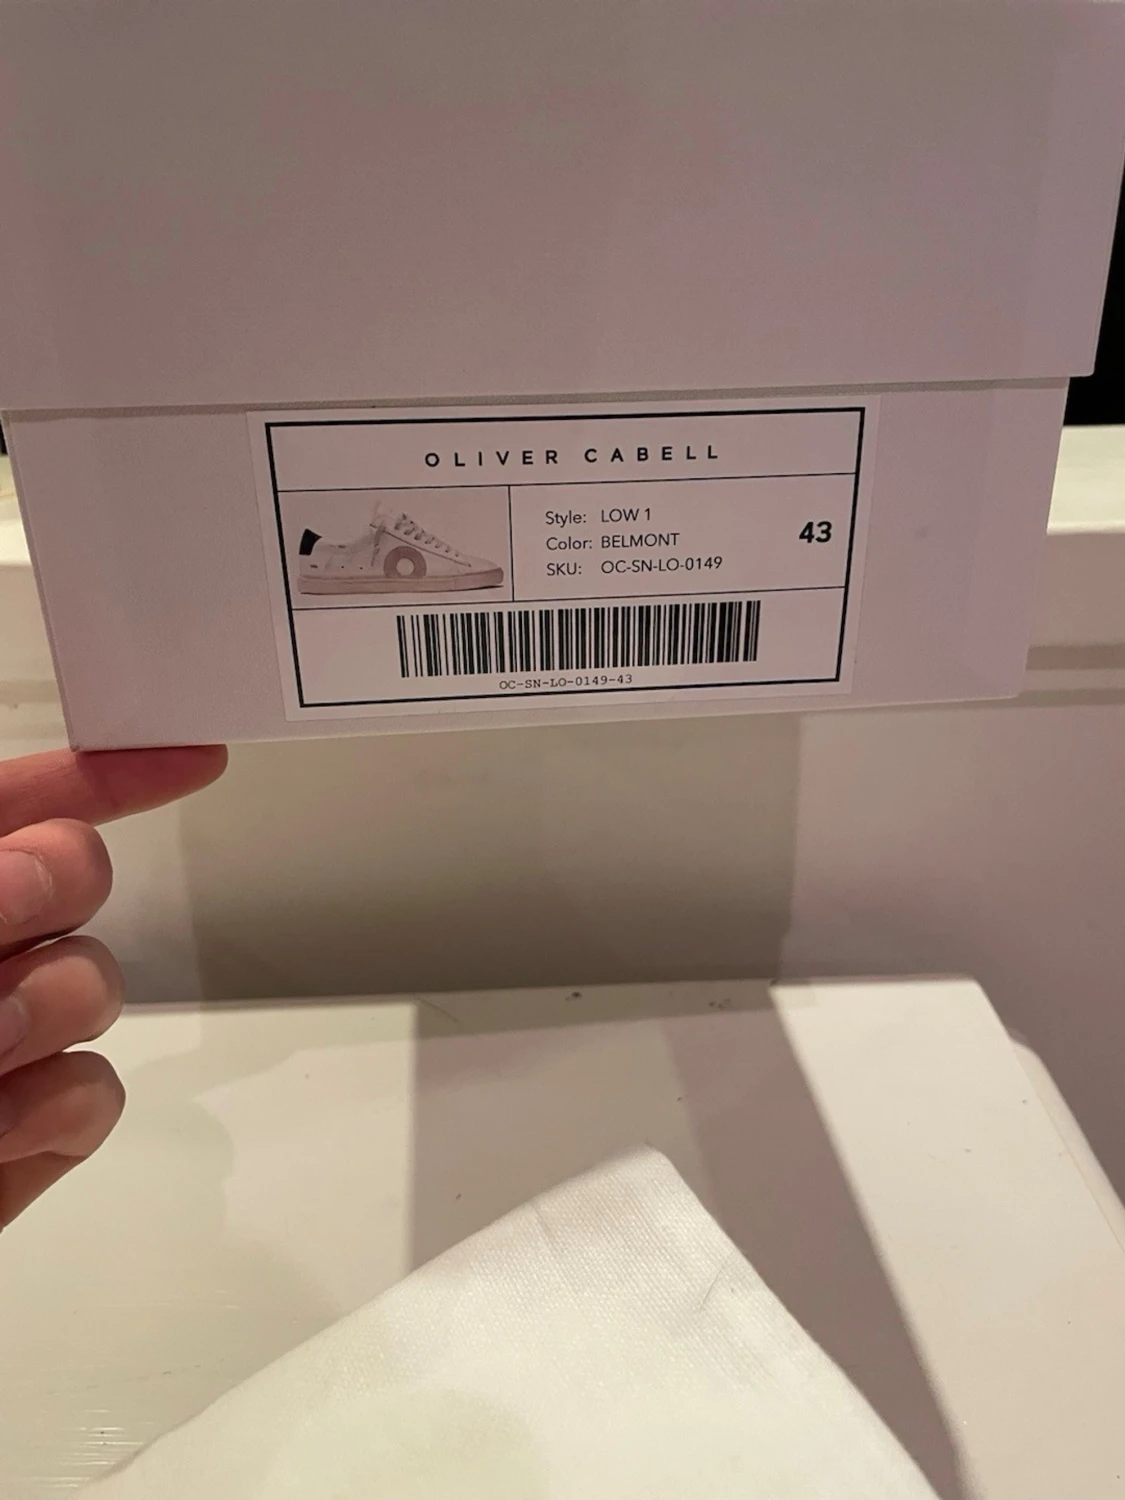 OLIVER CABELL
Style: LOW 1
Color: BELMONT
SKU: OC-SN-LO-0149
43
OC-SN-LO-0149-43